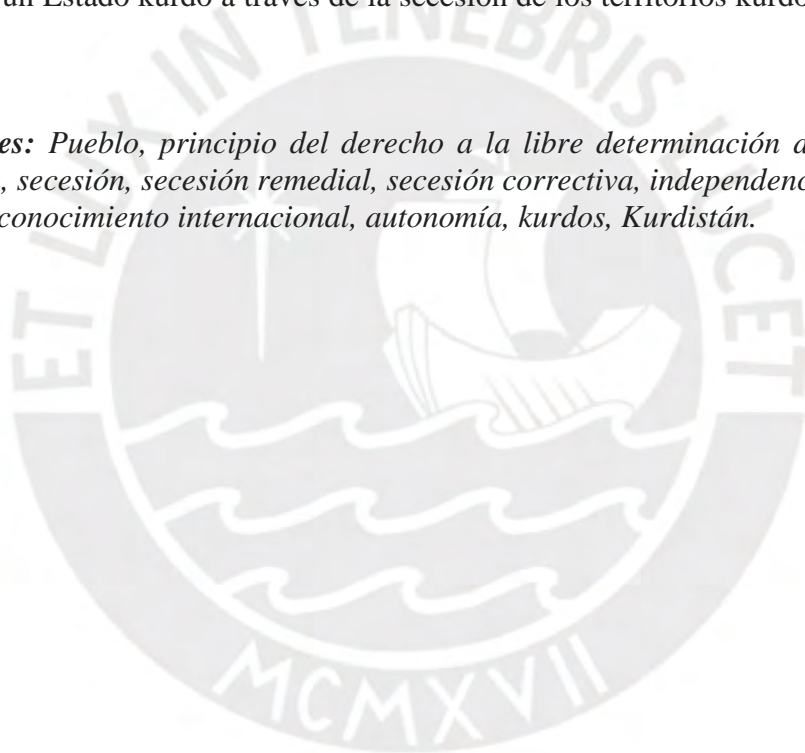 un Estado kurdo a través de la secesión de los territorios kurdo
es: Pueblo, principio del derecho a la libre determinación d
, secesión, secesión remedial, secesión correctiva, independenc
conocimiento internacional, autonomía, kurdos, Kurdistán.
ET LUX IN TENEBRIS LUCET
MCMXVII